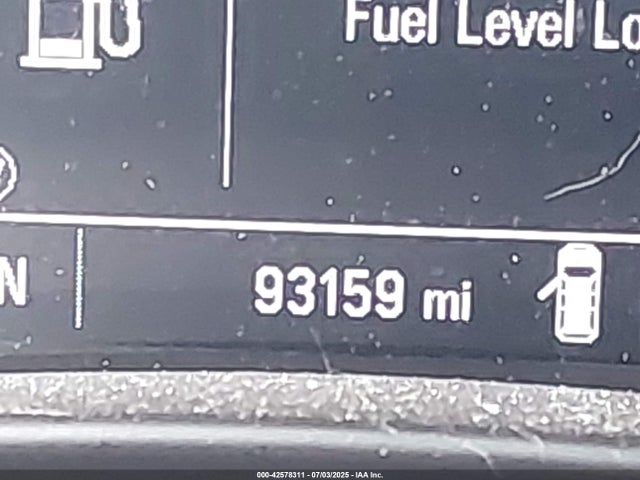 Fuel Level Lo
N
93159 mi
000-42578311 - 07/03/2025 - IAA Inc.